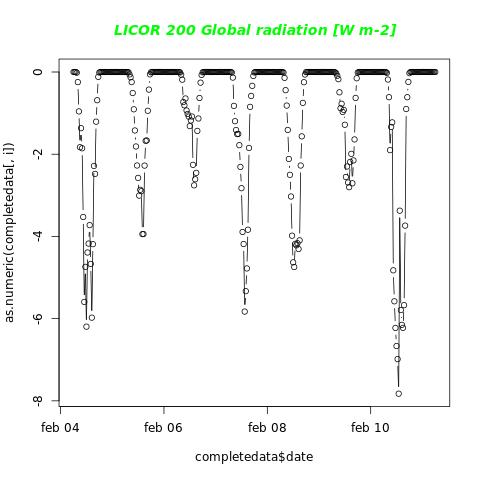 LICOR 200 Global radiation [W m-2]
as.numeric(completedata[, i])
0
-2
-4
-6
-8
feb 04
feb 06
feb 08
feb 10
completedata$date